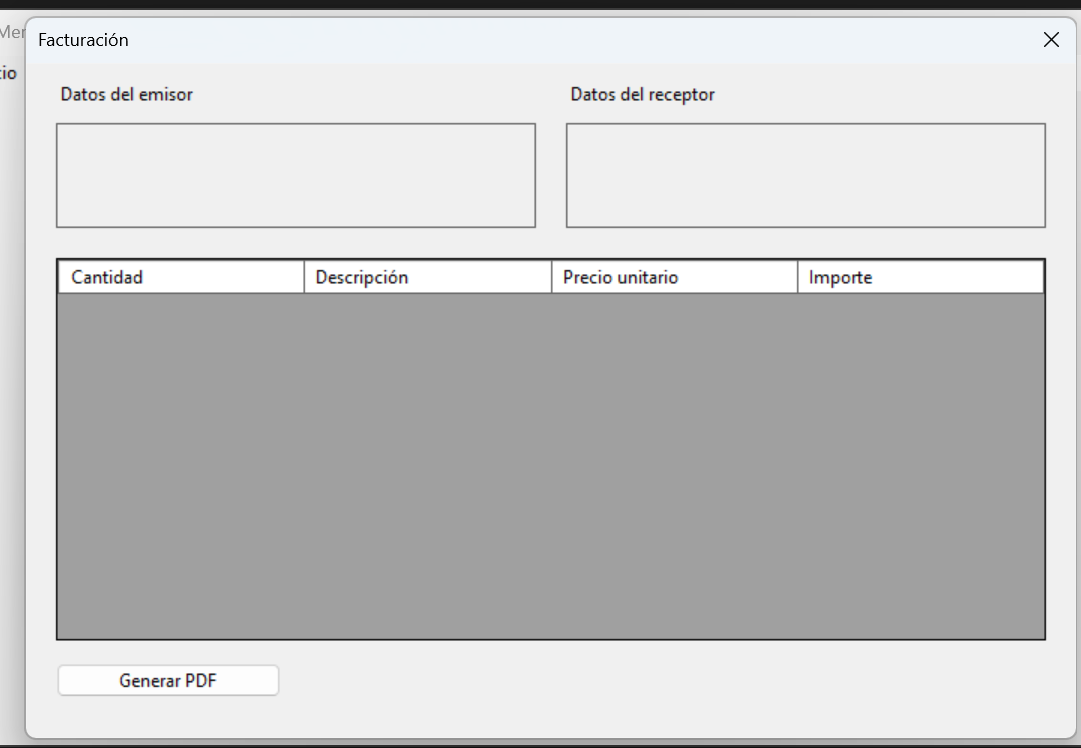 Facturación
Datos del emisor
Datos del receptor
Cantidad
Descripción
Precio unitario
Importe
Generar PDF